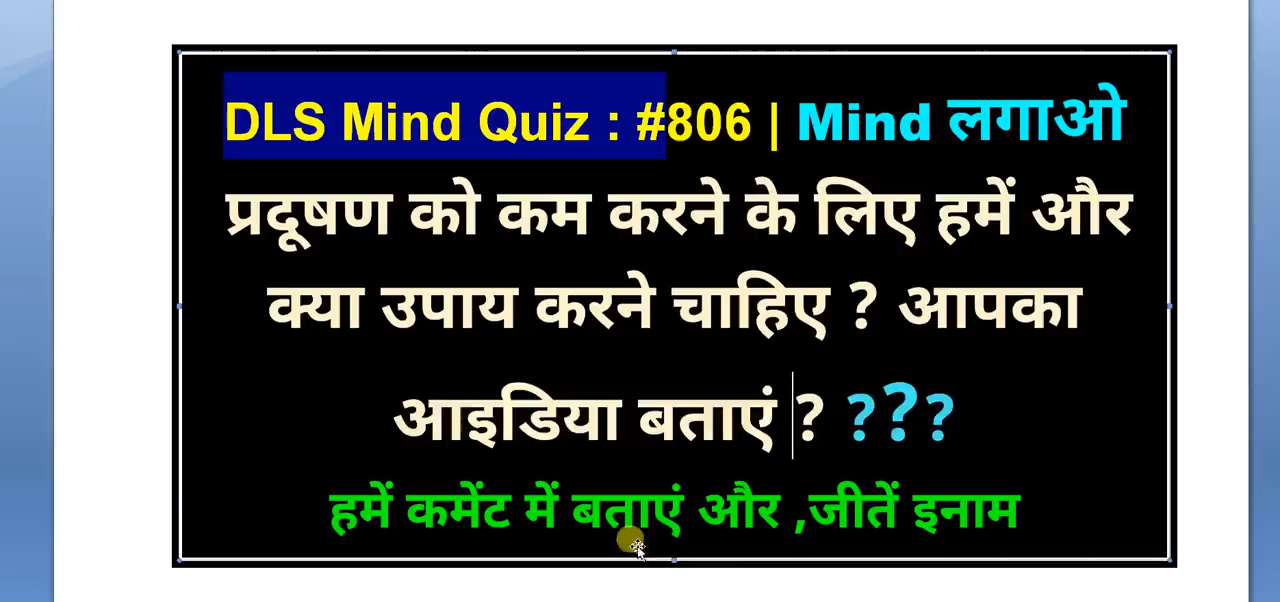 DLS Mind Quiz : #806 | Mind लगाओ
प्रदूषण को कम करने के लिए हमें और
क्या उपाय करने चाहिए ? आपका
आइडिया बताएं ? ???
हमें कमेंट में बताएं और ,जीतें इनाम